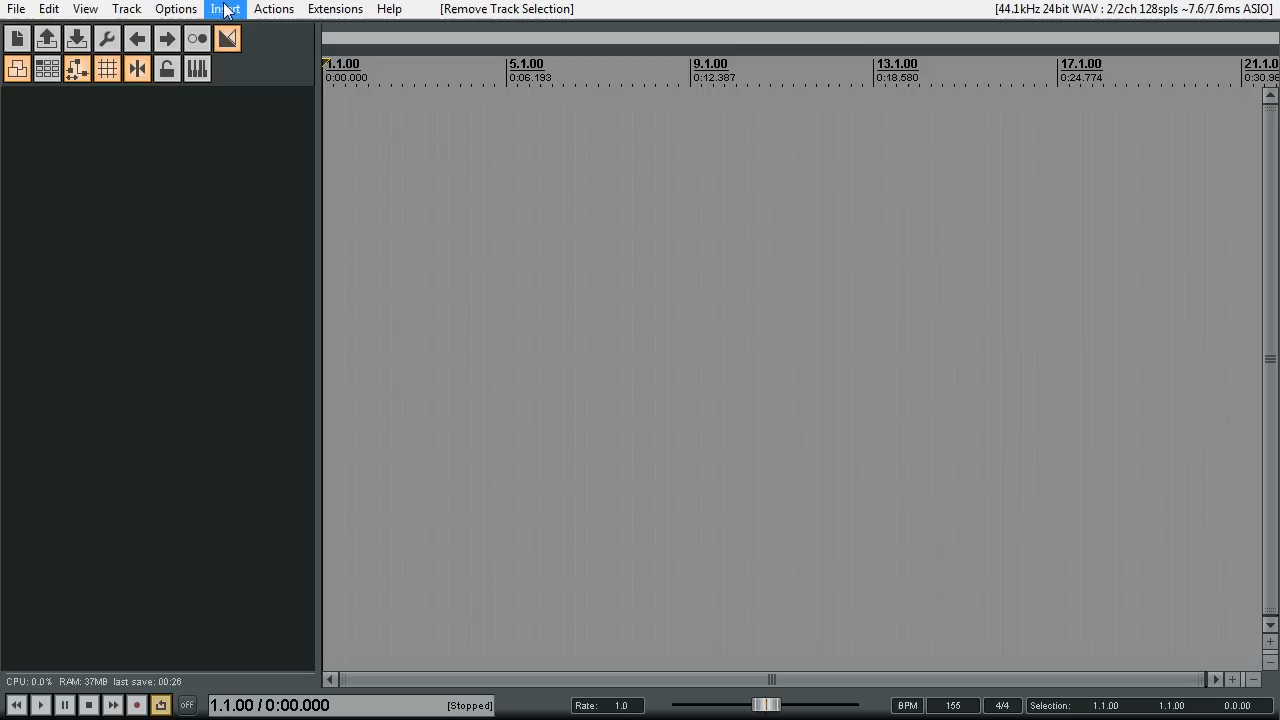 File Edit View Track Options Insert Actions Extensions Help [Remove Track Selection] [44.1kHz 24bit WAV : 2/2ch 128spls ~7.6/7.6ms ASIO]
1.1.00 5.1.00 9.1.00 13.1.00 17.1.00 21.1.0
0:00.000 0:06.193 0:12.387 0:18.580 0:24.774 0:30.96
CPU: 0.0% RAM: 37MB last save: 00:26
OFF 1.1.00 / 0:00.000 [Stopped] Rate: 1.0 BPM 155 4/4 Selection: 1.1.00 1.1.00 0.0.00